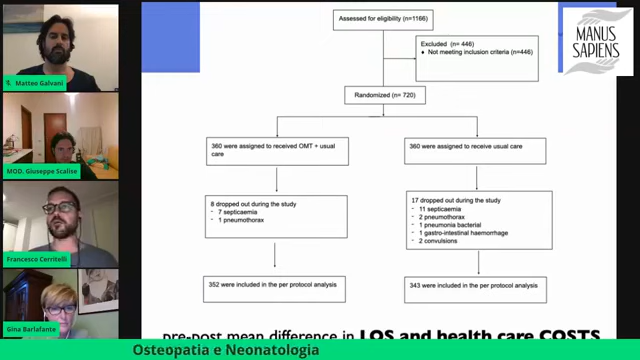 Assessed for eligibility (n=1166)
Excluded (n= 446)
♦ Not meeting inclusion criteria (n=446)
Randomized (n= 720)
360 were assigned to received OMT + usual
care
360 were assigned to receive usual care
8 dropped out during the study
- 7 septicaemia
- 1 pneumothorax
17 dropped out during the study
- 11 septicaemia
- 2 pneumothorax
- 1 pneumonia bacterial
- 1 gastro-intestinal haemorrhage
- 2 convulsions
352 were included in the per protocol analysis
343 were included in the per protocol analysis
pre-post mean difference in LOS and health care COSTS
MANUS
SAPIENS
Matteo Galvani
MOD. Giuseppe Scalise
Francesco Cerritelli
Gina Barlafante
Osteopatia e Neonatologia